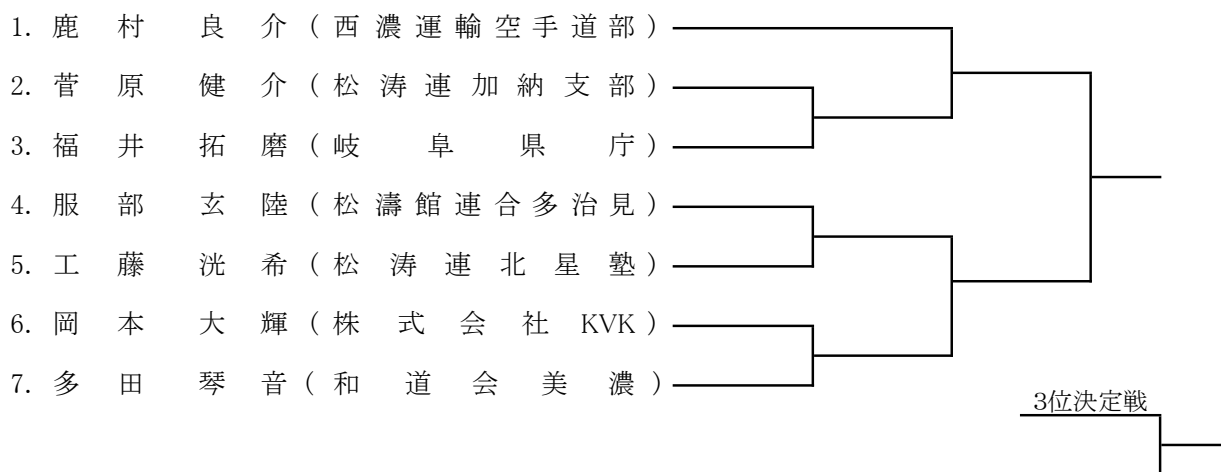 1. 鹿村 良介(西濃運輸空手道部)
2. 菅原 健介(松涛連加納支部)
3. 福井 拓磨(岐阜県庁)
4. 服部 玄陸(松濤館連合多治見)
5. 工藤 洸希(松涛連北星塾)
6. 岡本 大輝(株式会社KVK)
7. 多田 琴音(和道会美濃)
3位決定戦